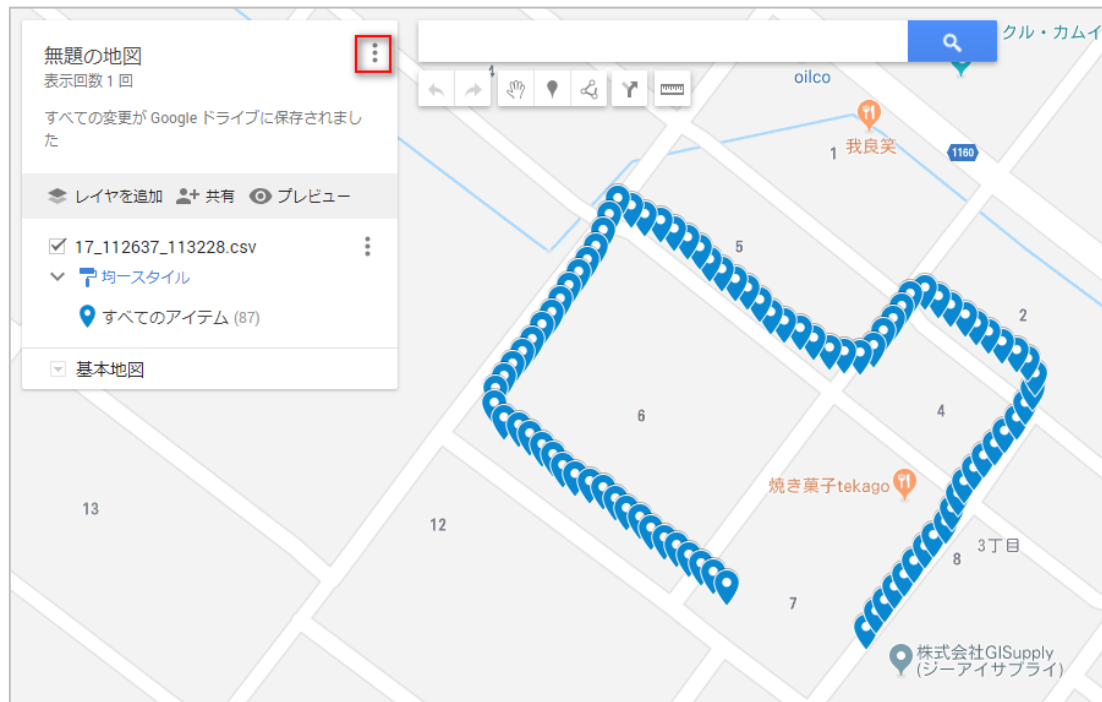 無題の地図
表示回数 1 回
すべての変更が Google ドライブに保存されまし
た
レイヤを追加 共有 プレビュー
17_112637_113228.csv
均一スタイル
すべてのアイテム (87)
基本地図
クル・カムイ
oilco
我良笑
1
1160
5
2
6
4
焼き菓子tekago
13
12
3丁目
8
7
株式会社GISupply
(ジーアイサプライ)